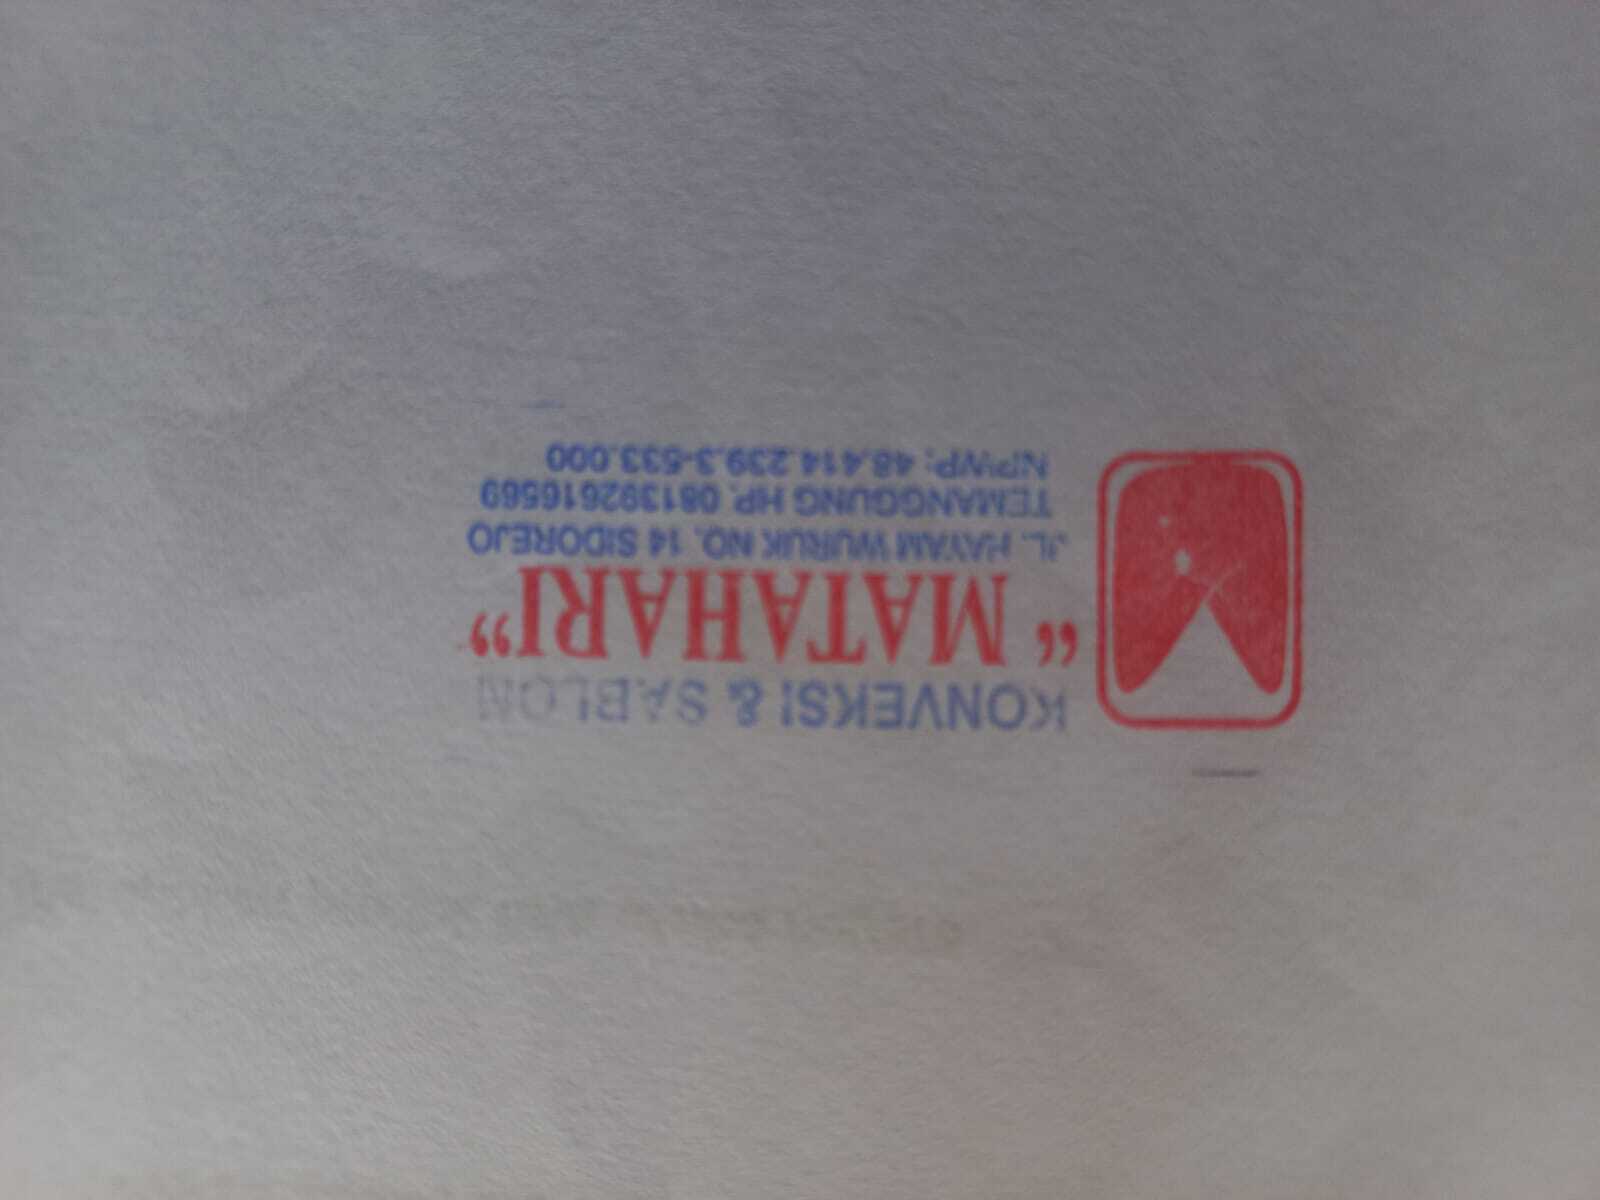 KONVEKSI & SABLON
“ MATAHARI”
JL. HAYAM WURUK NO. 14 SIDOREJO
TEMANGGUNG HP. 081392616569
NPWP: 48.414.239.3-533.000